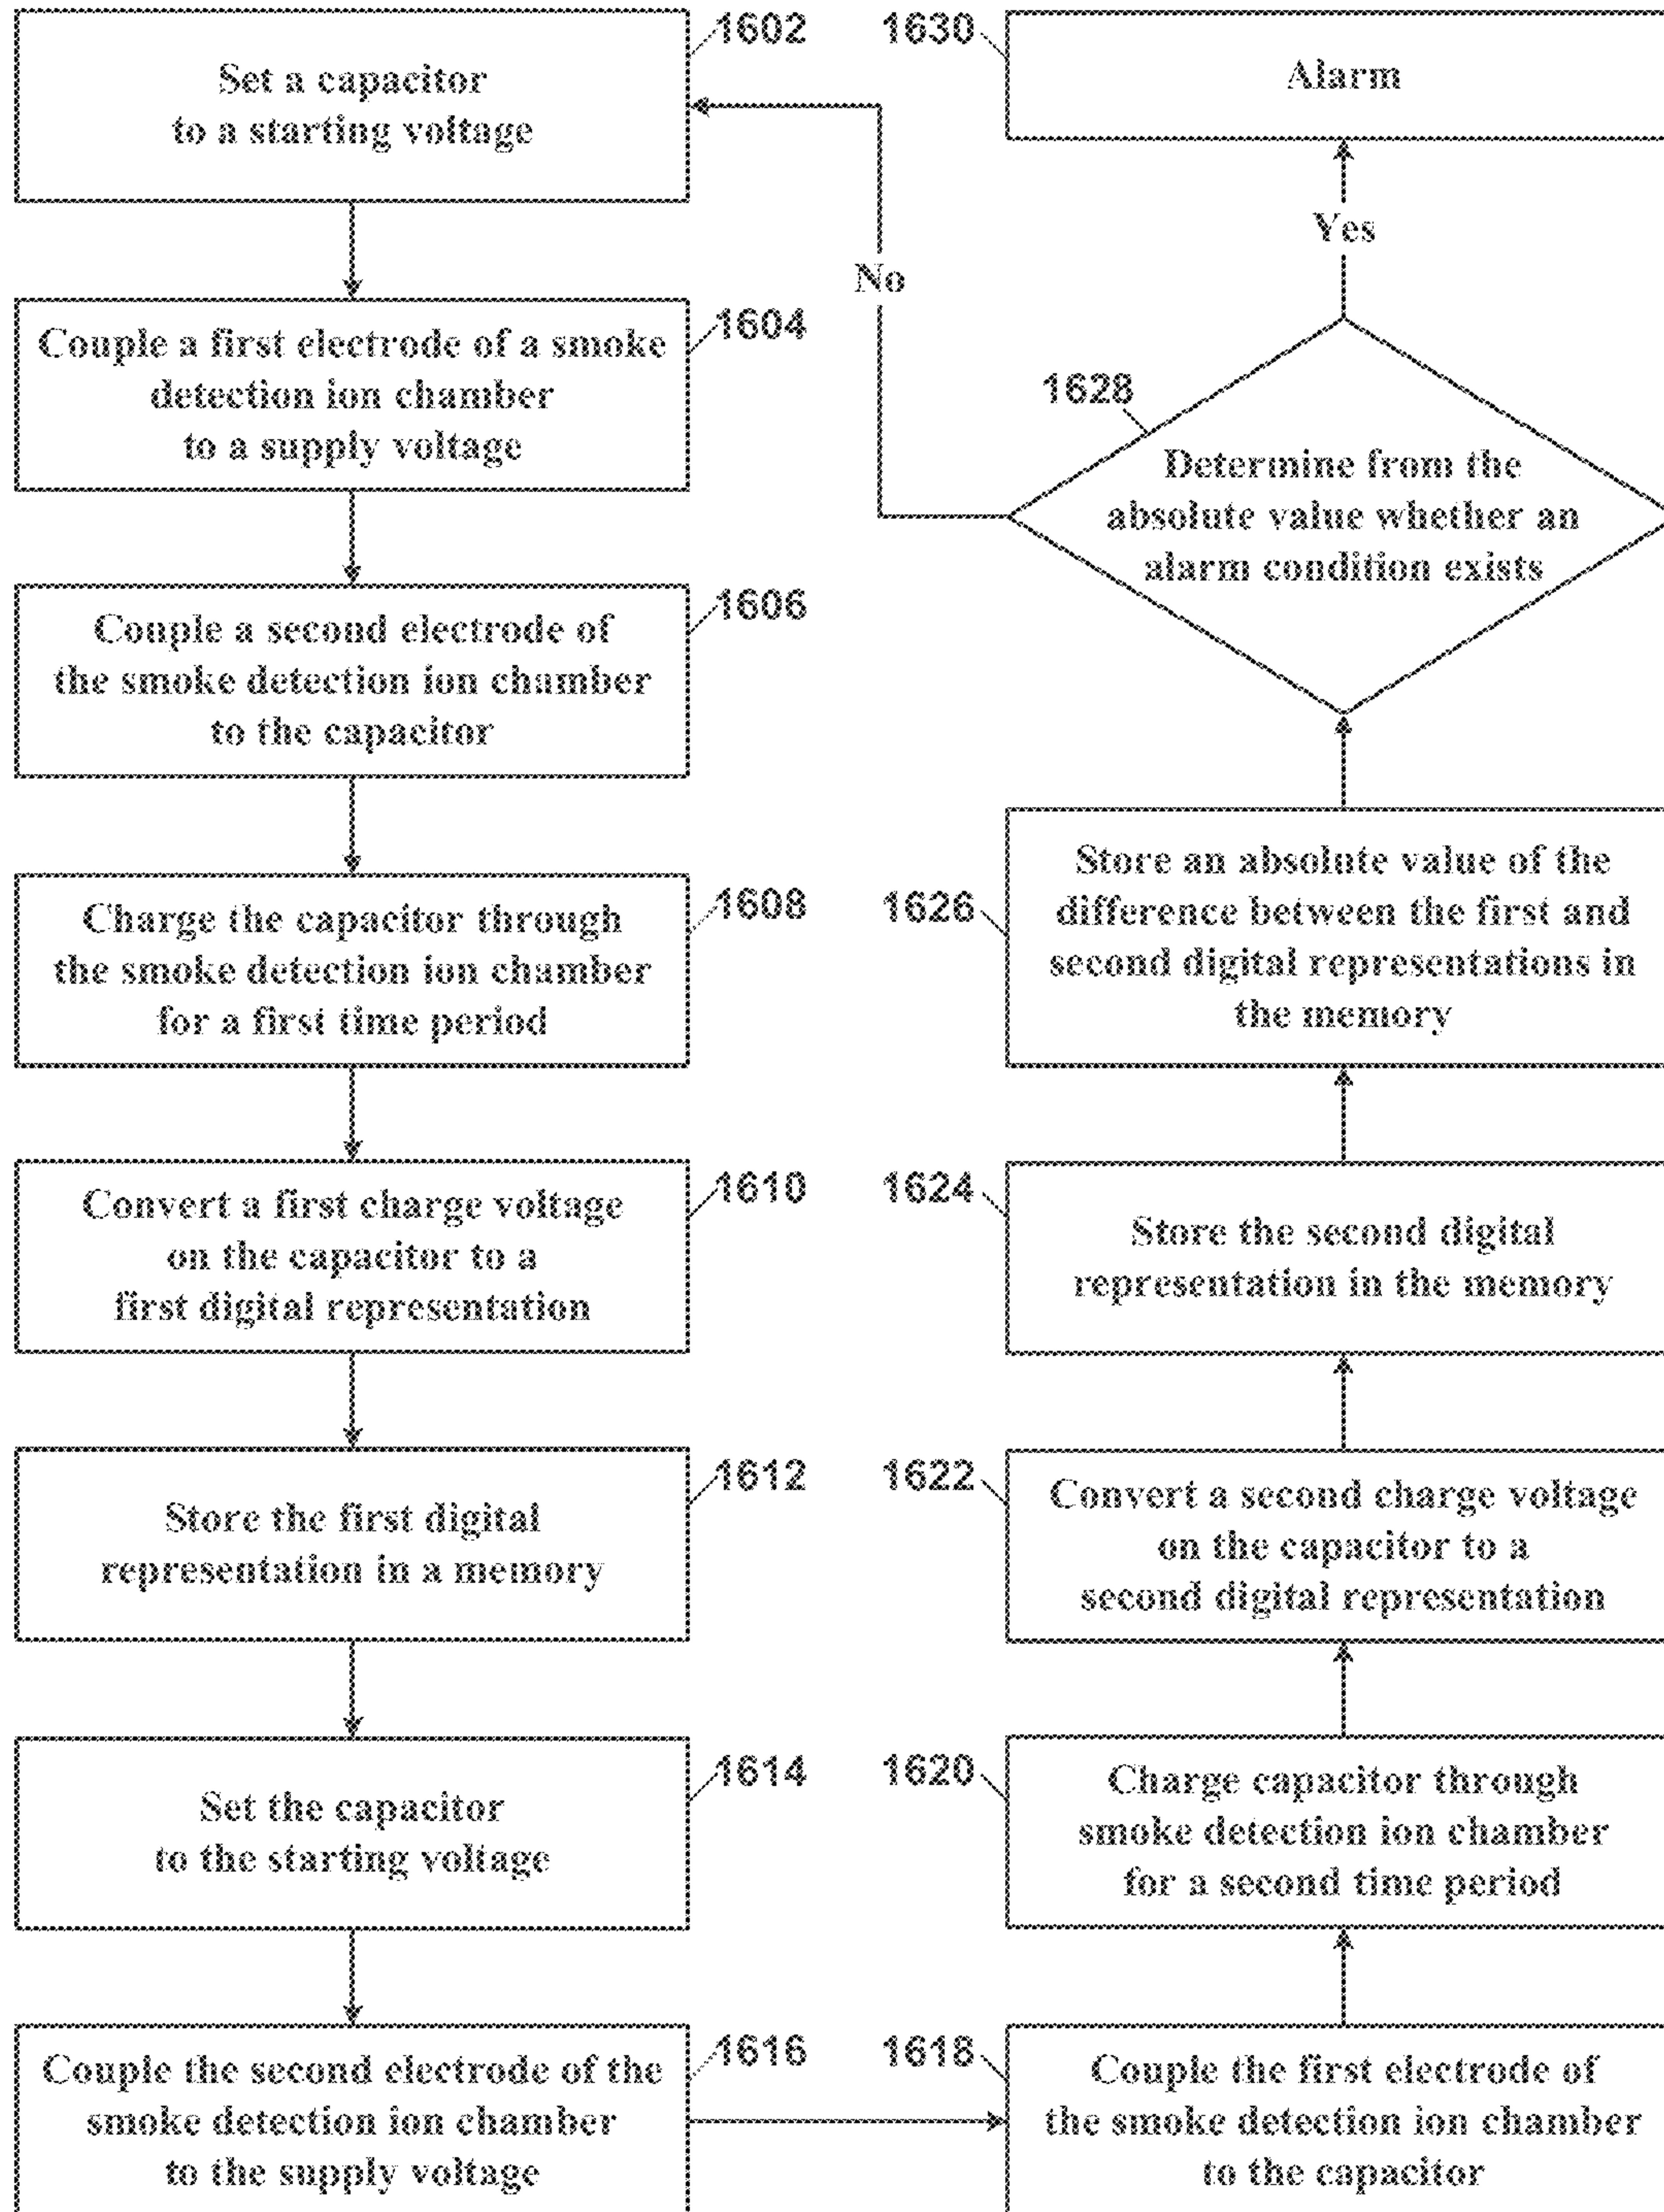 1602
Set a capacitor
to a starting voltage
1604
Couple a first electrode of a smoke
detection ion chamber
to a supply voltage
1606
Couple a second electrode of
the smoke detection ion chamber
to the capacitor
1608
Charge the capacitor through
the smoke detection ion chamber
for a first time period
1610
Convert a first charge voltage
on the capacitor to a
first digital representation
1612
Store the first digital
representation in a memory
1614
Set the capacitor
to the starting voltage
1616
Couple the second electrode of the
smoke detection ion chamber
to the supply voltage
1618
Couple the first electrode of
the smoke detection ion chamber
to the capacitor
1620
Charge capacitor through
smoke detection ion chamber
for a second time period
1622
Convert a second charge voltage
on the capacitor to a
second digital representation
1624
Store the second digital
representation in the memory
1626
Store an absolute value of the
difference between the first and
second digital representations in
the memory
1628
Determine from the
absolute value whether an
alarm condition exists
No
Yes
1630
Alarm